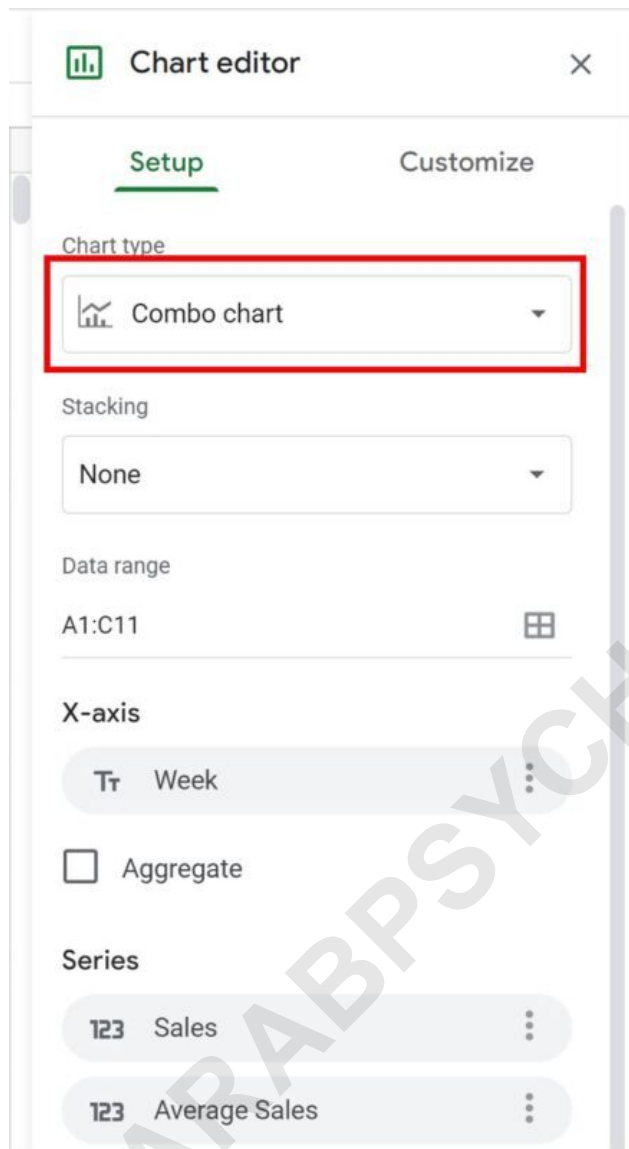 Chart editor
Setup Customize
Chart type
Combo chart
Stacking
None
Data range
A1:C11
X-axis
Tт Week
Aggregate
Series
123 Sales
123 Average Sales
ARABPSYCH